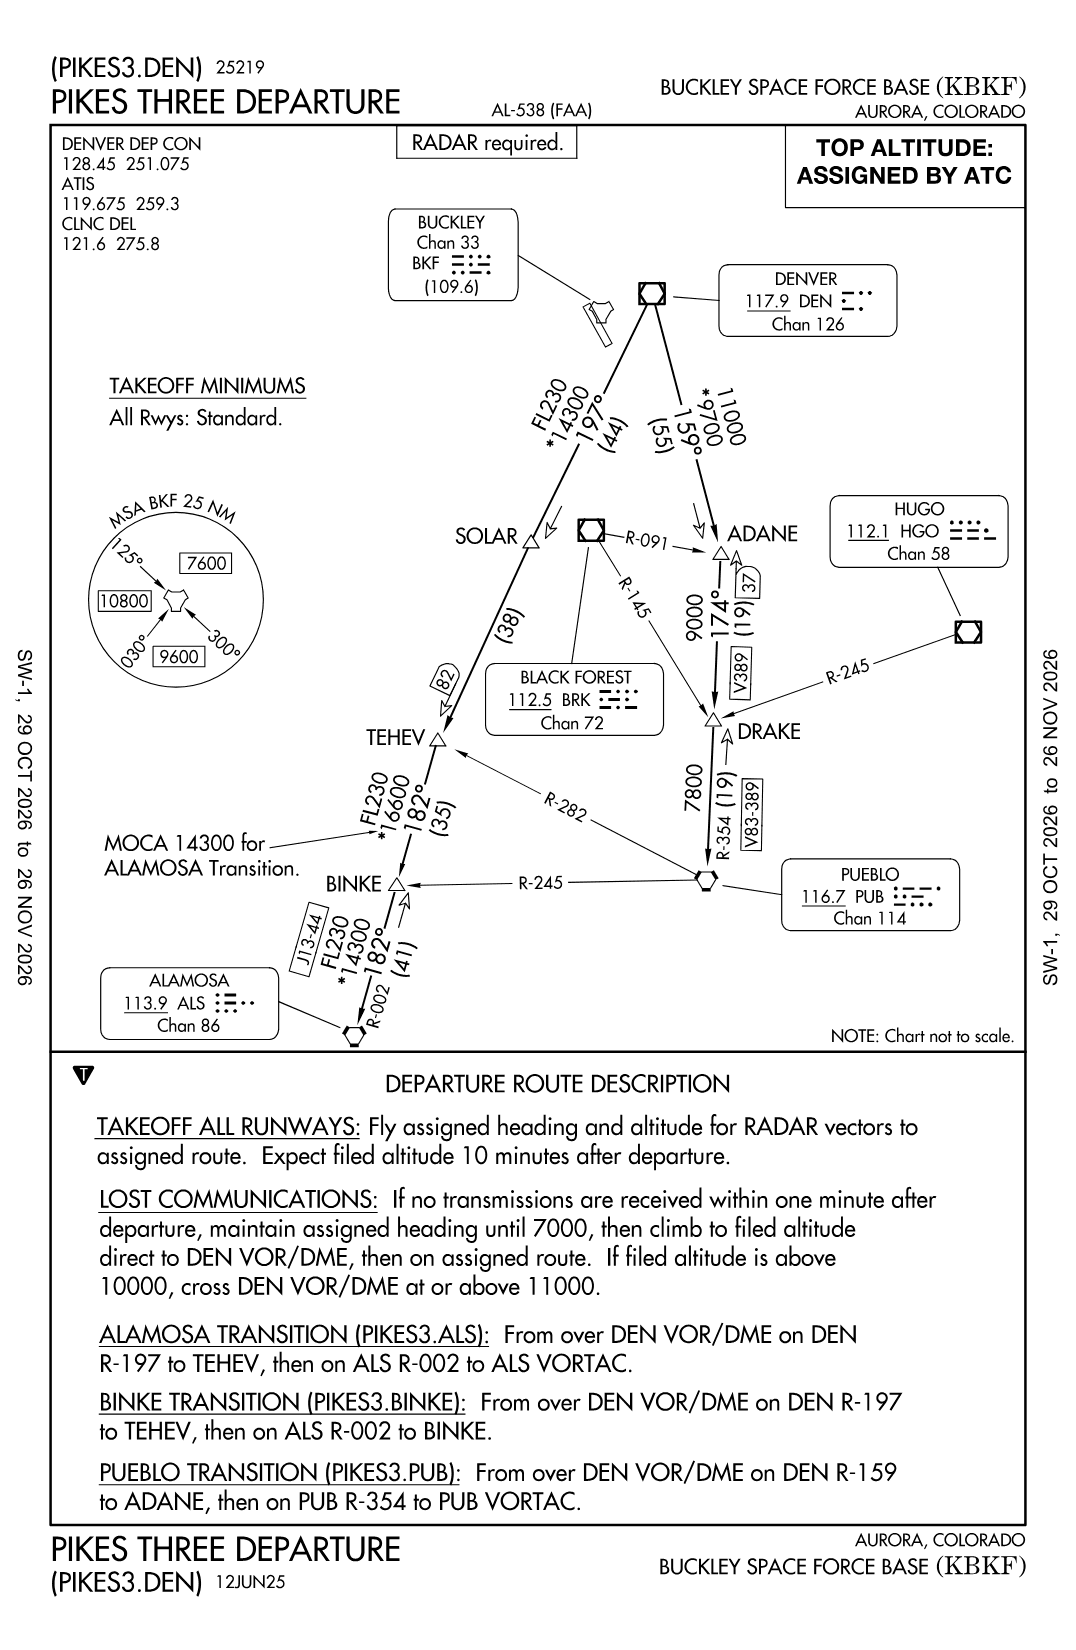 (PIKES3.DEN) 25219
PIKES THREE DEPARTURE
AL-538 (FAA)
BUCKLEY SPACE FORCE BASE (KBKF)
AURORA, COLORADO
DENVER DEP CON
128.45 251.075
ATIS
119.675 259.3
CLNC DEL
121.6 275.8
RADAR required.
TOP ALTITUDE:
ASSIGNED BY ATC
BUCKLEY
Chan 33
BKF
(109.6)
DENVER
117.9 DEN
Chan 126
TAKEOFF MINIMUMS
All Rwys: Standard.
FL230
*14300
197°
(44)
11000
*9700
159°
(55)
MSA BKF 25 NM
125°
7600
10800
030°
9600
300°
SOLAR
R-091
ADANE
HUGO
112.1 HGO
Chan 58
R-145
37
9000
174°
(19)
(38)
V389
R-245
BLACK FOREST
112.5 BRK
Chan 72
82
TEHEV
DRAKE
FL230
*16600
182°
(35)
R-282
7800
R-354 (19)
V83-389
MOCA 14300 for
ALAMOSA Transition.
BINKE
R-245
PUEBLO
116.7 PUB
Chan 114
J13-44
FL230
*14300
182°
(41)
R-002
ALAMOSA
113.9 ALS
Chan 86
NOTE: Chart not to scale.
SW-1, 29 OCT 2026 to 26 NOV 2026
SW-1, 29 OCT 2026 to 26 NOV 2026
T
DEPARTURE ROUTE DESCRIPTION
TAKEOFF ALL RUNWAYS: Fly assigned heading and altitude for RADAR vectors to
assigned route. Expect filed altitude 10 minutes after departure.
LOST COMMUNICATIONS: If no transmissions are received within one minute after
departure, maintain assigned heading until 7000, then climb to filed altitude
direct to DEN VOR/DME, then on assigned route. If filed altitude is above
10000, cross DEN VOR/DME at or above 11000.
ALAMOSA TRANSITION (PIKES3.ALS): From over DEN VOR/DME on DEN
R-197 to TEHEV, then on ALS R-002 to ALS VORTAC.
BINKE TRANSITION (PIKES3.BINKE): From over DEN VOR/DME on DEN R-197
to TEHEV, then on ALS R-002 to BINKE.
PUEBLO TRANSITION (PIKES3.PUB): From over DEN VOR/DME on DEN R-159
to ADANE, then on PUB R-354 to PUB VORTAC.
PIKES THREE DEPARTURE
(PIKES3.DEN) 12JUN25
AURORA, COLORADO
BUCKLEY SPACE FORCE BASE (KBKF)